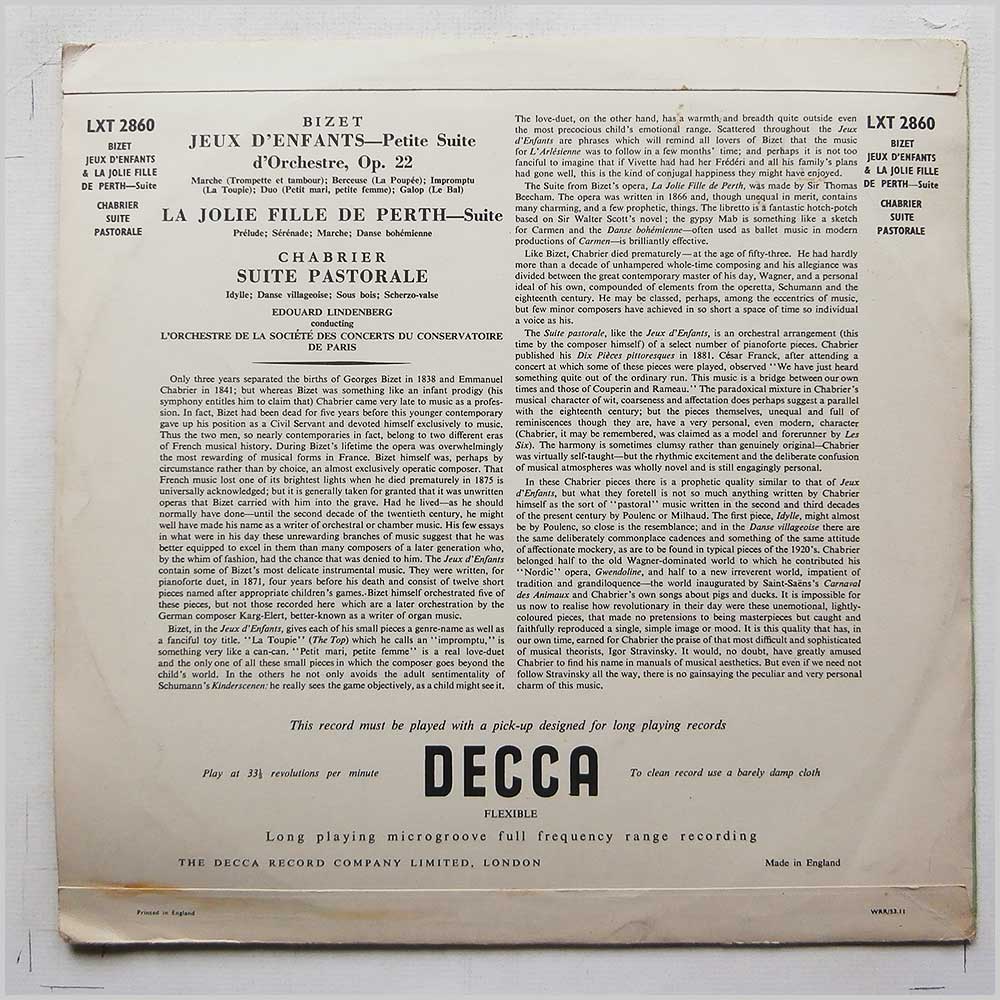 LXT 2860
BIZET
JEUX D'ENFANTS
& LA JOLIE FILLE
DE PERTH—Suite
CHABRIER
SUITE
PASTORALE
BIZET
JEUX D'ENFANTS—Petite Suite
d'Orchestre, Op. 22
Marche (Trompette et tambour); Berceuse (La Poupée); Impromptu
(La Toupie); Duo (Petit mari, petite femme); Galop (Le Bal)
LA JOLIE FILLE DE PERTH—Suite
Prélude; Sérénade; Marche; Danse bohémienne
CHABRIER
SUITE PASTORALE
Idylle; Danse villageoise; Sous bois; Scherzo-valse
EDOUARD LINDENBERG
conducting
L'ORCHESTRE DE LA SOCIÉTÉ DES CONCERTS DU CONSERVATOIRE
DE PARIS
Only three years separated the births of Georges Bizet in 1838 and Emmanuel
Chabrier in 1841; but whereas Bizet was something like an infant prodigy (his
symphony entitles him to claim that) Chabrier came very late to music as a profes-
sion. In fact, Bizet had been dead for five years before this younger contemporary
gave up his position as a Civil Servant and devoted himself exclusively to music.
Thus the two men, so nearly contemporaries in fact, belong to two different eras
of French musical history. During Bizet's lifetime the opera was overwhelmingly
the most rewarding of musical forms in France. Bizet himself was, perhaps by
circumstance rather than by choice, an almost exclusively operatic composer. That
French music lost one of its brightest lights when he died prematurely in 1875 is
universally acknowledged; but it is generally taken for granted that it was unwritten
operas that Bizet carried with him into the grave. Had he lived—as he should
normally have done—until the second decade of the twentieth century, he might
well have made his name as a writer of orchestral or chamber music. His few essays
in what were in his day these unrewarding branches of music suggest that he was
better equipped to excel in them than many composers of a later generation who,
by the whim of fashion, had the chance that was denied to him. The Jeux d'Enfants
contain some of Bizet's most delicate instrumental music. They were written, for
pianoforte duet, in 1871, four years before his death and consist of twelve short
pieces named after appropriate children's games. Bizet himself orchestrated five of
these pieces, but not those recorded here which are a later orchestration by the
German composer Karg-Elert, better-known as a writer of organ music.
Bizet, in the Jeux d'Enfants, gives each of his small pieces a genre-name as well as
a fanciful toy title. "La Toupie" (The Top) which he calls an "impromptu," is
something very like a can-can. "Petit mari, petite femme" is a real love-duet
and the only one of all these small pieces in which the composer goes beyond the
child's world. In the others he not only avoids the adult sentimentality of
Schumann's Kinderscenen: he really sees the game objectively, as a child might see it.
The love-duet, on the other hand, has a warmth and breadth quite outside even
the most precocious child's emotional range. Scattered throughout the Jeux
d'Enfants are phrases which will remind all lovers of Bizet that the music
for L'Arlésienne was to follow in a few months' time; and perhaps it is not too
fanciful to imagine that if Vivette had had her Frédéri and all his family's plans
had gone well, this is the kind of conjugal happiness they might have enjoyed.
The Suite from Bizet's opera, La Jolie Fille de Perth, was made by Sir Thomas
Beecham. The opera was written in 1866 and, though unequal in merit, contains
many charming, and a few prophetic, things. The libretto is a fantastic hotch-potch
based on Sir Walter Scott's novel; the gypsy Mab is something like a sketch
for Carmen and the Danse bohémienne—often used as ballet music in modern
productions of Carmen—is brilliantly effective.
Like Bizet, Chabrier died prematurely—at the age of fifty-three. He had hardly
more than a decade of unhampered whole-time composing and his allegiance was
divided between the great contemporary master of his day, Wagner, and a personal
ideal of his own, compounded of elements from the operetta, Schumann and the
eighteenth century. He may be classed, perhaps, among the eccentrics of music,
but few minor composers have achieved in so short a space of time so individual
a voice as his.
The Suite pastorale, like the Jeux d'Enfants, is an orchestral arrangement (this
time by the composer himself) of a select number of pianoforte pieces. Chabrier
published his Dix Pièces pittoresques in 1881. César Franck, after attending a
concert at which some of these pieces were played, observed "We have just heard
something quite out of the ordinary run. This music is a bridge between our own
times and those of Couperin and Rameau." The paradoxical mixture in Chabrier's
musical character of wit, coarseness and affectation does perhaps suggest a parallel
with the eighteenth century; but the pieces themselves, unequal and full of
reminiscences though they are, have a very personal, even modern, character
(Chabrier, it may be remembered, was claimed as a model and forerunner by Les
Six). The harmony is sometimes clumsy rather than genuinely original—Chabrier
was virtually self-taught—but the rhythmic excitement and the deliberate confusion
of musical atmospheres was wholly novel and is still engagingly personal.
In these Chabrier pieces there is a prophetic quality similar to that of Jeux
d'Enfants, but what they foretell is not so much anything written by Chabrier
himself as the sort of "pastoral" music written in the second and third decades
of the present century by Poulenc or Milhaud. The first piece, Idylle, might almost
be by Poulenc, so close is the resemblance; and in the Danse villageoise there are
the same deliberately commonplace cadences and something of the same attitude
of affectionate mockery, as are to be found in typical pieces of the 1920's. Chabrier
belonged half to the old Wagner-dominated world to which he contributed his
"Nordic" opera, Gwendoline, and half to a new irreverent world, impatient of
tradition and grandiloquence—the world inaugurated by Saint-Saëns's Carnaval
des Animaux and Chabrier's own songs about pigs and ducks. It is impossible for
us now to realise how revolutionary in their day were these unemotional, lightly-
coloured pieces, that made no pretensions to being masterpieces but caught and
faithfully reproduced a single, simple image or mood. It is this quality that has, in
our own time, earned for Chabrier the praise of that most difficult and sophisticated
of musical theorists, Igor Stravinsky. It would, no doubt, have greatly amused
Chabrier to find his name in manuals of musical aesthetics. But even if we need not
follow Stravinsky all the way, there is no gainsaying the peculiar and very personal
charm of this music.
LXT 2860
BIZET
JEUX D'ENFANTS
& LA JOLIE FILLE
DE PERTH—Suite
CHABRIER
SUITE
PASTORALE
This record must be played with a pick-up designed for long playing records
Play at 33⅓ revolutions per minute
DECCA
To clean record use a barely damp cloth
FLEXIBLE
Long playing microgroove full frequency range recording
THE DECCA RECORD COMPANY LIMITED, LONDON
Made in England
Printed in England
WRR/53.11